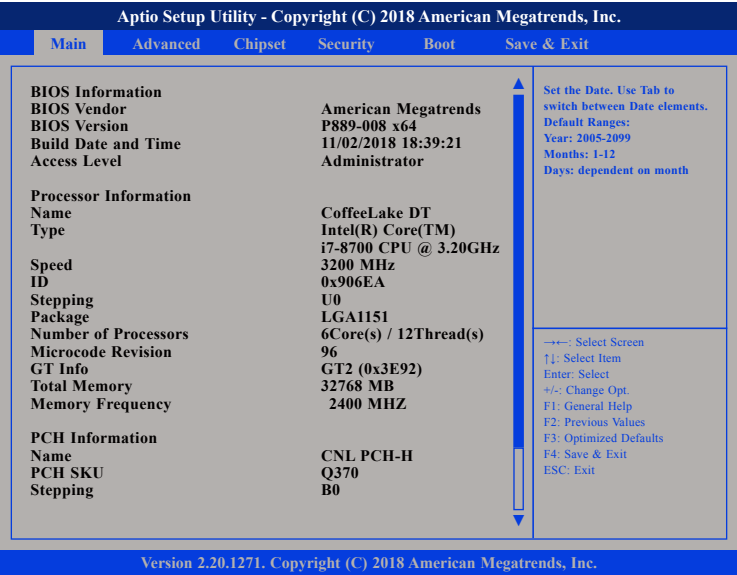 Aptio Setup Utility - Copyright (C) 2018 American Megatrends, Inc.
Main Advanced Chipset Security Boot Save & Exit
BIOS Information
BIOS Vendor American Megatrends
BIOS Version P889-008 x64
Build Date and Time 11/02/2018 18:39:21
Access Level Administrator
Processor Information
Name CoffeeLake DT
Type Intel(R) Core(TM)
i7-8700 CPU @ 3.20GHz
Speed 3200 MHz
ID 0x906EA
Stepping U0
Package LGA1151
Number of Processors 6Core(s) / 12Thread(s)
Microcode Revision 96
GT Info GT2 (0x3E92)
Total Memory 32768 MB
Memory Frequency 2400 MHZ
PCH Information
Name CNL PCH-H
PCH SKU Q370
Stepping B0
Set the Date. Use Tab to
switch between Date elements.
Default Ranges:
Year: 2005-2099
Months: 1-12
Days: dependent on month
→←: Select Screen
↑↓: Select Item
Enter: Select
+/-: Change Opt.
F1: General Help
F2: Previous Values
F3: Optimized Defaults
F4: Save & Exit
ESC: Exit
Version 2.20.1271. Copyright (C) 2018 American Megatrends, Inc.